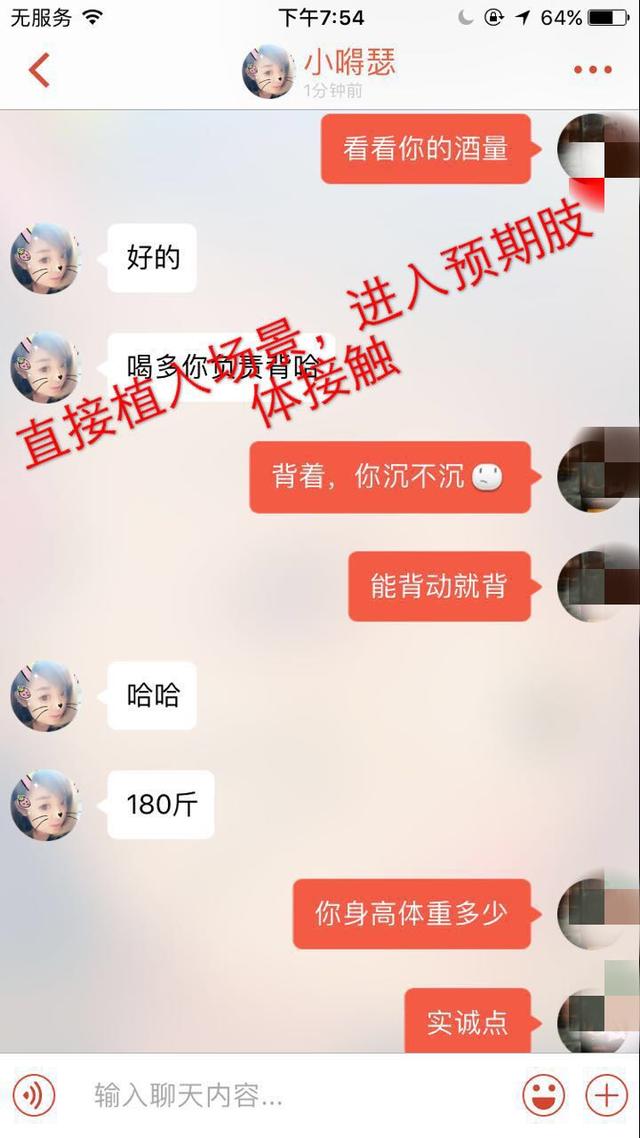 无服务 下午7:54 64%
小嘚瑟
1分钟前
看看你的酒量
好的
喝多你负责背哈
直接植入场景，进入预期肢
体接触
背着，你沉不沉
能背动就背
哈哈
180斤
你身高体重多少
实诚点
输入聊天内容...